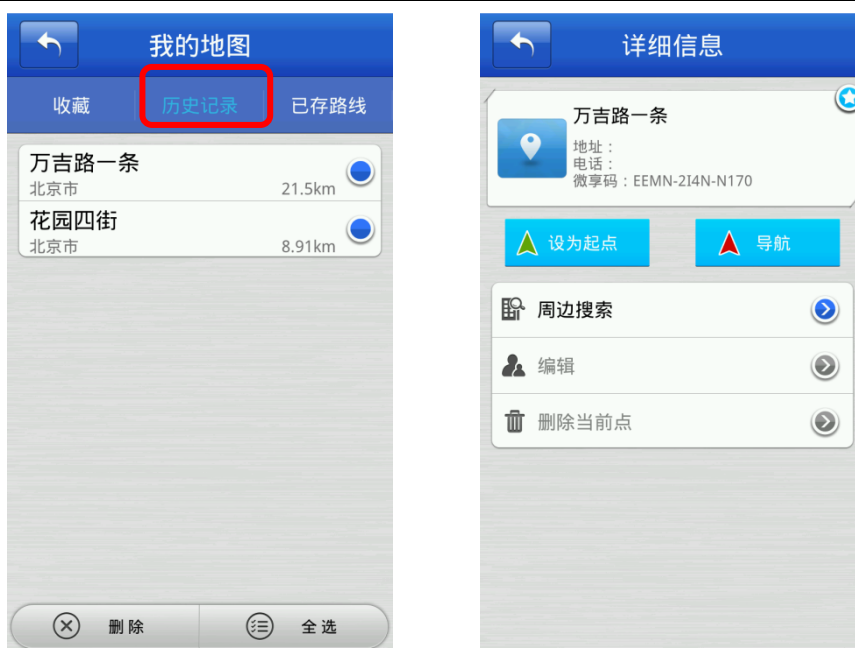 我的地图
收藏
历史记录
已存路线
万吉路一条
北京市
21.5km
花园四街
北京市
8.91km
删除
全选
详细信息
万吉路一条
地址：
电话：
微享码：EEMN-2I4N-N170
设为起点
导航
周边搜索
编辑
删除当前点